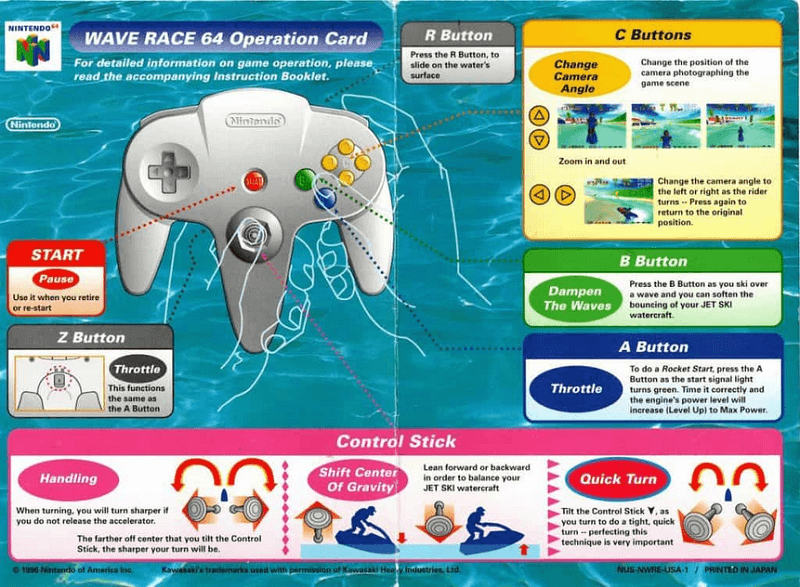 NINTENDO 64
WAVE RACE 64 Operation Card
For detailed information on game operation, please
read the accompanying Instruction Booklet.
Nintendo
Nintendo
START
R Button
Press the R Button, to
slide on the water's
surface
C Buttons
Change
Camera
Angle
Change the position of the
camera photographing the
game scene
Zoom in and out
Change the camera angle to
the left or right as the rider
turns -- Press again to
return to the original
position.
START
Pause
Use it when you retire
or re-start
B Button
Dampen
The Waves
Press the B Button as you ski over
a wave and you can soften the
bouncing of your JET SKI
watercraft.
Z Button
Throttle
This functions
the same as
the A Button
A Button
Throttle
To do a Rocket Start, press the A
Button as the start signal light
turns green. Time it correctly and
the engine's power level will
increase (Level Up) to Max Power.
Control Stick
Handling
When turning, you will turn sharper if
you do not release the accelerator.
The farther off center that you tilt the Control
Stick, the sharper your turn will be.
Shift Center
Of Gravity
Lean forward or backward
in order to balance your
JET SKI watercraft
Quick Turn
Tilt the Control Stick ▼, as
you turn to do a tight, quick
turn -- perfecting this
technique is very important
© 1996 Nintendo of America Inc.
Kawasaki's trademarks used with permission of Kawasaki Heavy Industries, Ltd.
NUS-NWRE-USA-1 / PRINTED IN JAPAN